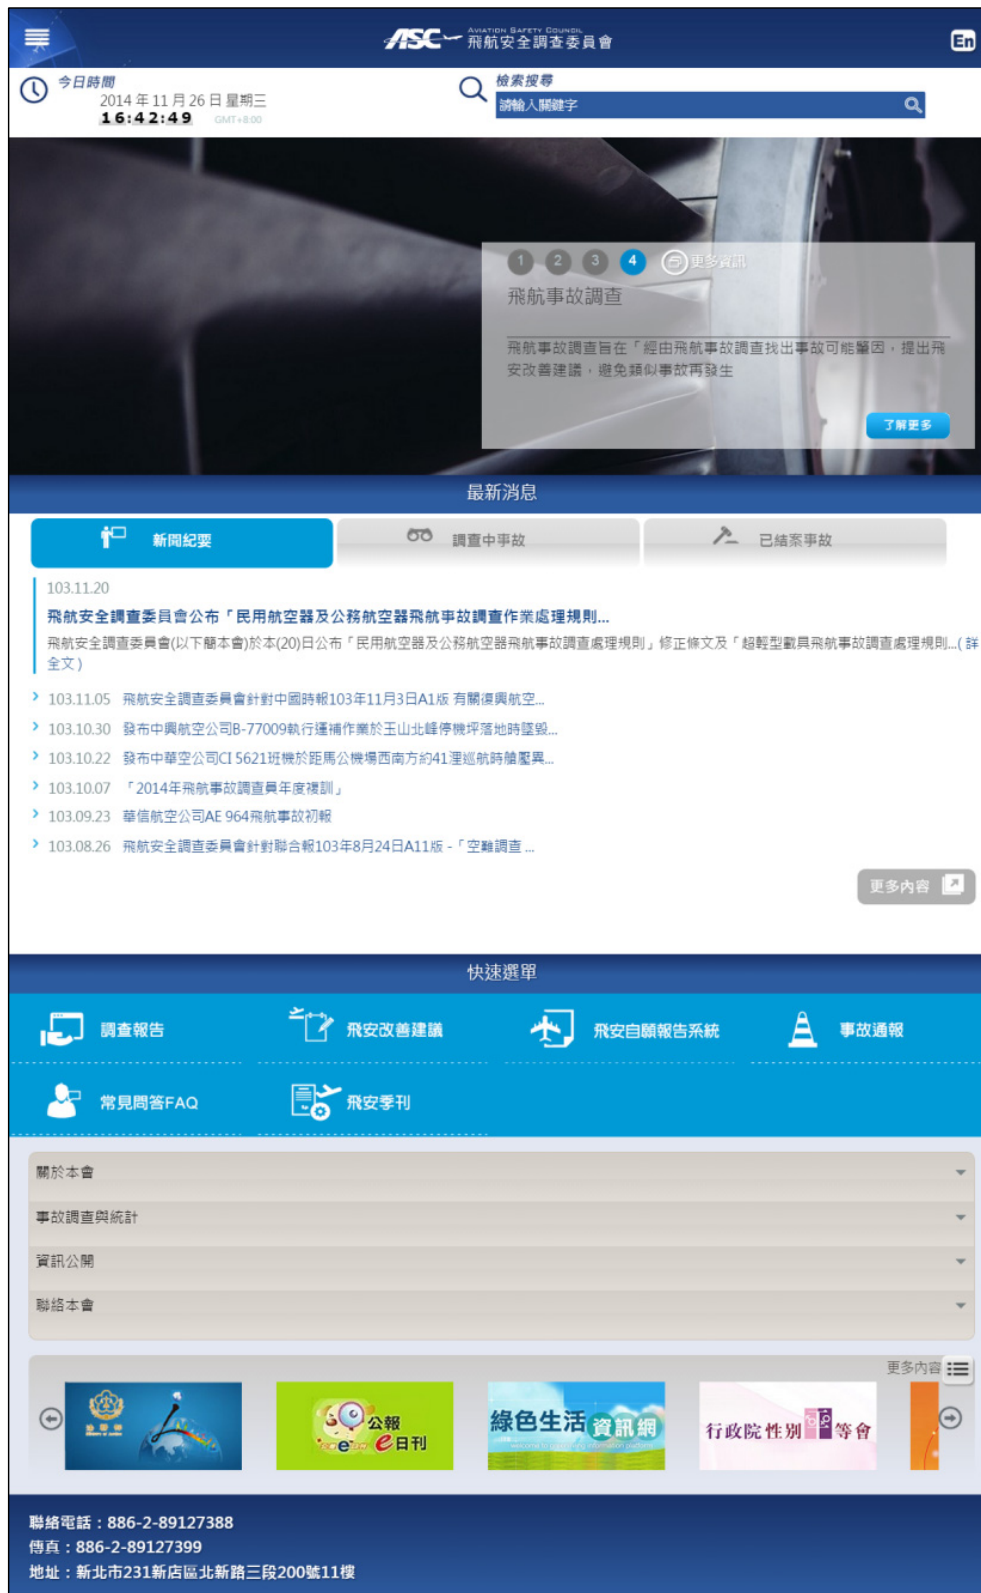 ASC AVIATION SAFETY COUNCIL
飛航安全調查委員會
En
今日時間
2014 年 11 月 26 日 星期三
16:42:49 GMT+8:00
檢索搜尋
請輸入關鍵字
1 2 3 4 更多資訊
飛航事故調查
飛航事故調查旨在「經由飛航事故調查找出事故可能肇因，提出飛
安改善建議，避免類似事故再發生
了解更多
最新消息
新聞紀要 調查中事故 已結案事故
103.11.20
飛航安全調查委員會公布「民用航空器及公務航空器飛航事故調查作業處理規則...
飛航安全調查委員會(以下簡本會)於本(20)日公布「民用航空器及公務航空器飛航事故調查處理規則」修正條文及「超輕型載具飛航事故調查處理規則...(詳
全文)
103.11.05 飛航安全調查委員會針對中國時報103年11月3日A1版 有關復興航空...
103.10.30 發布中興航空公司B-77009執行運補作業於玉山北峰停機坪落地時墜毀...
103.10.22 發布中華空公司CI 5621班機於距馬公機場西南方約41浬巡航時艙壓異...
103.10.07 「2014年飛航事故調查員年度複訓」
103.09.23 華信航空公司AE 964飛航事故初報
103.08.26 飛航安全調查委員會針對聯合報103年8月24日A11版 -「空難調查 ...
更多內容
快速選單
調查報告 飛安改善建議 飛安自願報告系統 事故通報
常見問答FAQ 飛安季刊
關於本會
事故調查與統計
資訊公開
聯絡本會
更多內容
公報
e日刊
綠色生活資訊網
行政院性別平等會
聯絡電話：886-2-89127388
傳真：886-2-89127399
地址：新北市231新店區北新路三段200號11樓